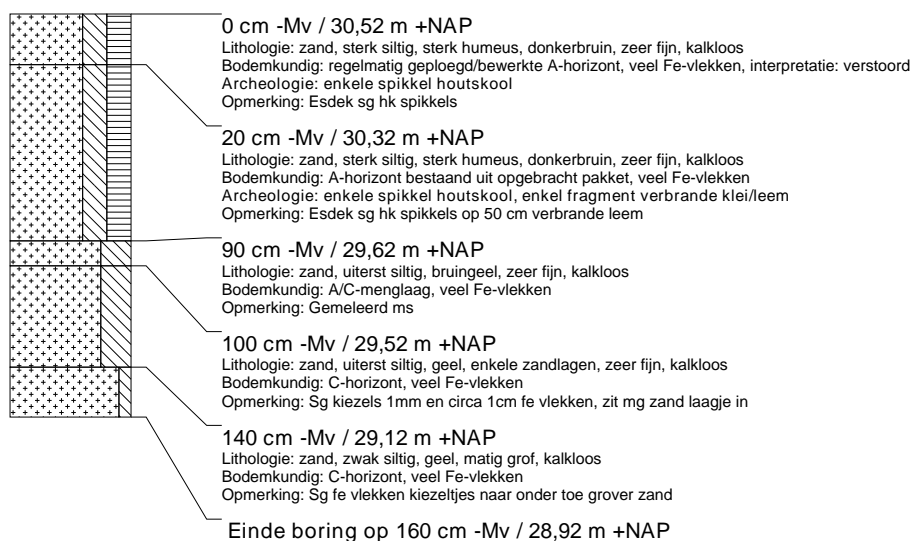 0 cm -Mv / 30,52 m +NAP
Lithologie: zand, sterk siltig, sterk humeus, donkerbruin, zeer fijn, kalkloos
Bodemkundig: regelmatig geploegd/bewerkte A-horizont, veel Fe-vlekken, interpretatie: verstoord
Archeologie: enkele spikkel houtskool
Opmerking: Esdek sg hk spikkels
20 cm -Mv / 30,32 m +NAP
Lithologie: zand, sterk siltig, sterk humeus, donkerbruin, zeer fijn, kalkloos
Bodemkundig: A-horizont bestaand uit opgebracht pakket, veel Fe-vlekken
Archeologie: enkele spikkel houtskool, enkel fragment verbrande klei/leem
Opmerking: Esdek sg hk spikkels op 50 cm verbrande leem
90 cm -Mv / 29,62 m +NAP
Lithologie: zand, uiterst siltig, bruingeel, zeer fijn, kalkloos
Bodemkundig: A/C-menglaag, veel Fe-vlekken
Opmerking: Gemeleerd ms
100 cm -Mv / 29,52 m +NAP
Lithologie: zand, uiterst siltig, geel, enkele zandlagen, zeer fijn, kalkloos
Bodemkundig: C-horizont, veel Fe-vlekken
Opmerking: Sg kiezels 1mm en circa 1cm fe vlekken, zit mg zand laagje in
140 cm -Mv / 29,12 m +NAP
Lithologie: zand, zwak siltig, geel, matig grof, kalkloos
Bodemkundig: C-horizont, veel Fe-vlekken
Opmerking: Sg fe vlekken kiezeltjes naar onder toe grover zand
Einde boring op 160 cm -Mv / 28,92 m +NAP